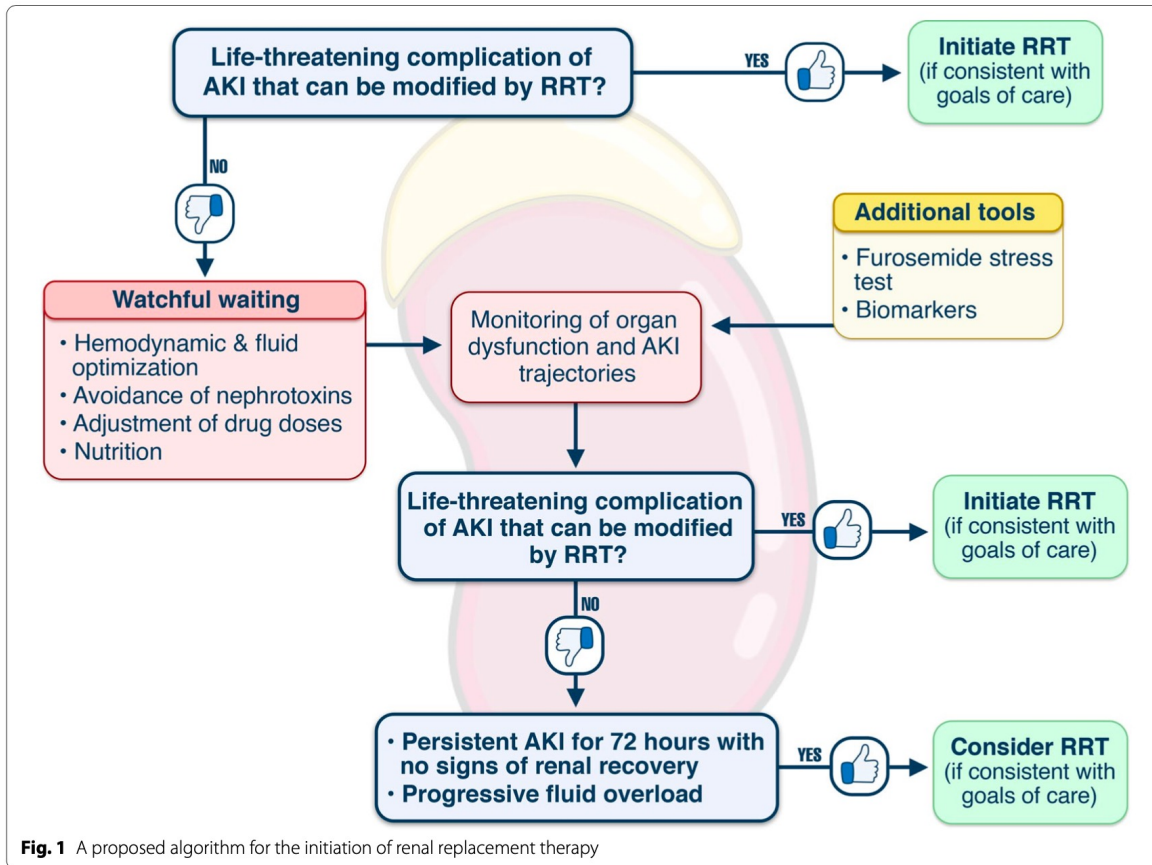 Life-threatening complication of
AKI that can be modified by RRT?
YES
Initiate RRT
(if consistent with
goals of care)
NO
Additional tools
• Furosemide stress
test
• Biomarkers
Watchful waiting
• Hemodynamic & fluid
optimization
• Avoidance of nephrotoxins
• Adjustment of drug doses
• Nutrition
Monitoring of organ
dysfunction and AKI
trajectories
Life-threatening complication
of AKI that can be modified
by RRT?
YES
Initiate RRT
(if consistent with
goals of care)
NO
• Persistent AKI for 72 hours with
no signs of renal recovery
• Progressive fluid overload
YES
Consider RRT
(if consistent with
goals of care)
Fig. 1 A proposed algorithm for the initiation of renal replacement therapy